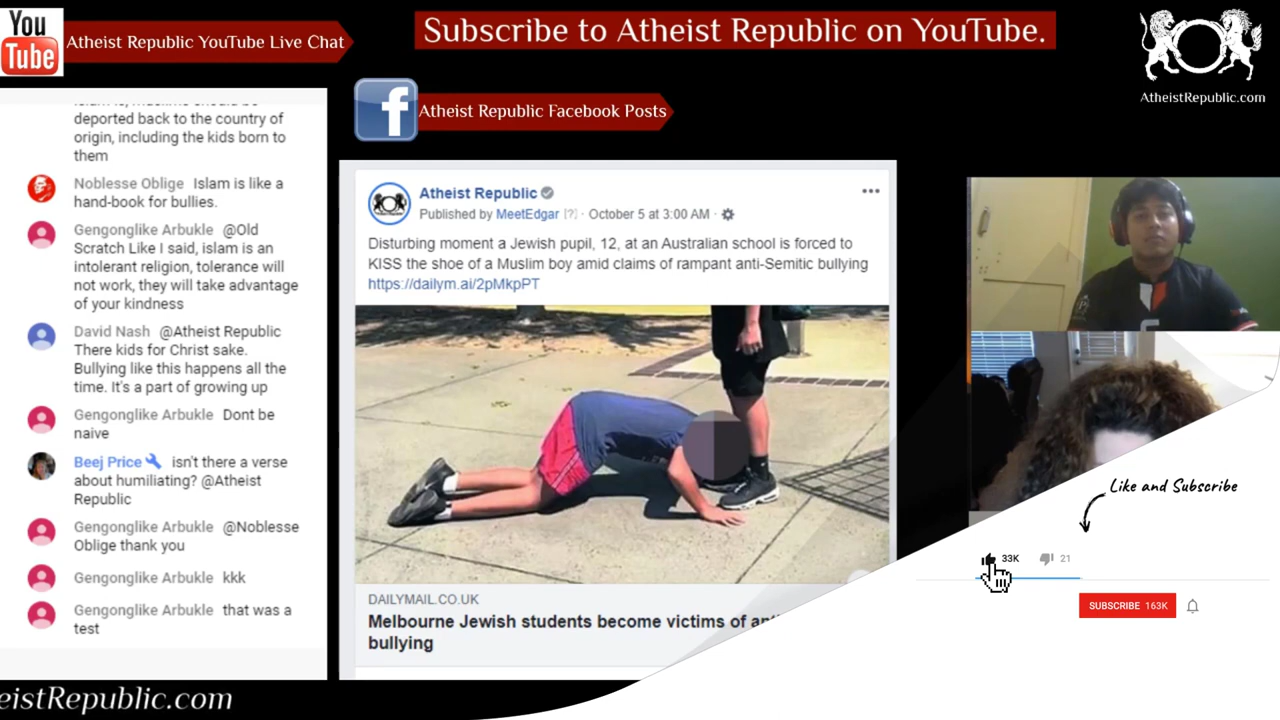 You
Tube
Atheist Republic YouTube Live Chat
Subscribe to Atheist Republic on YouTube.
AtheistRepublic.com
Atheist Republic Facebook Posts
deported back to the country of
origin, including the kids born to
them
Noblesse Oblige Islam is like a
hand-book for bullies.
Gengonglike Arbukle @Old
Scratch Like I said, islam is an
intolerant religion, tolerance will
not work, they will take advantage
of your kindness
David Nash @Atheist Republic
There kids for Christ sake.
Bullying like this happens all the
time. It's a part of growing up
Gengonglike Arbukle Dont be
naive
Beej Price isn't there a verse
about humiliating? @Atheist
Republic
Gengonglike Arbukle @Noblesse
Oblige thank you
Gengonglike Arbukle kkk
Gengonglike Arbukle that was a
test
Atheist Republic
Published by MeetEdgar [?] · October 5 at 3:00 AM ·
Disturbing moment a Jewish pupil, 12, at an Australian school is forced to
KISS the shoe of a Muslim boy amid claims of rampant anti-Semitic bullying
https://dailym.ai/2pMkpPT
DAILYMAIL.CO.UK
Melbourne Jewish students become victims of
bullying
Like and Subscribe
33K 21
SUBSCRIBE 163K
eistRepublic.com